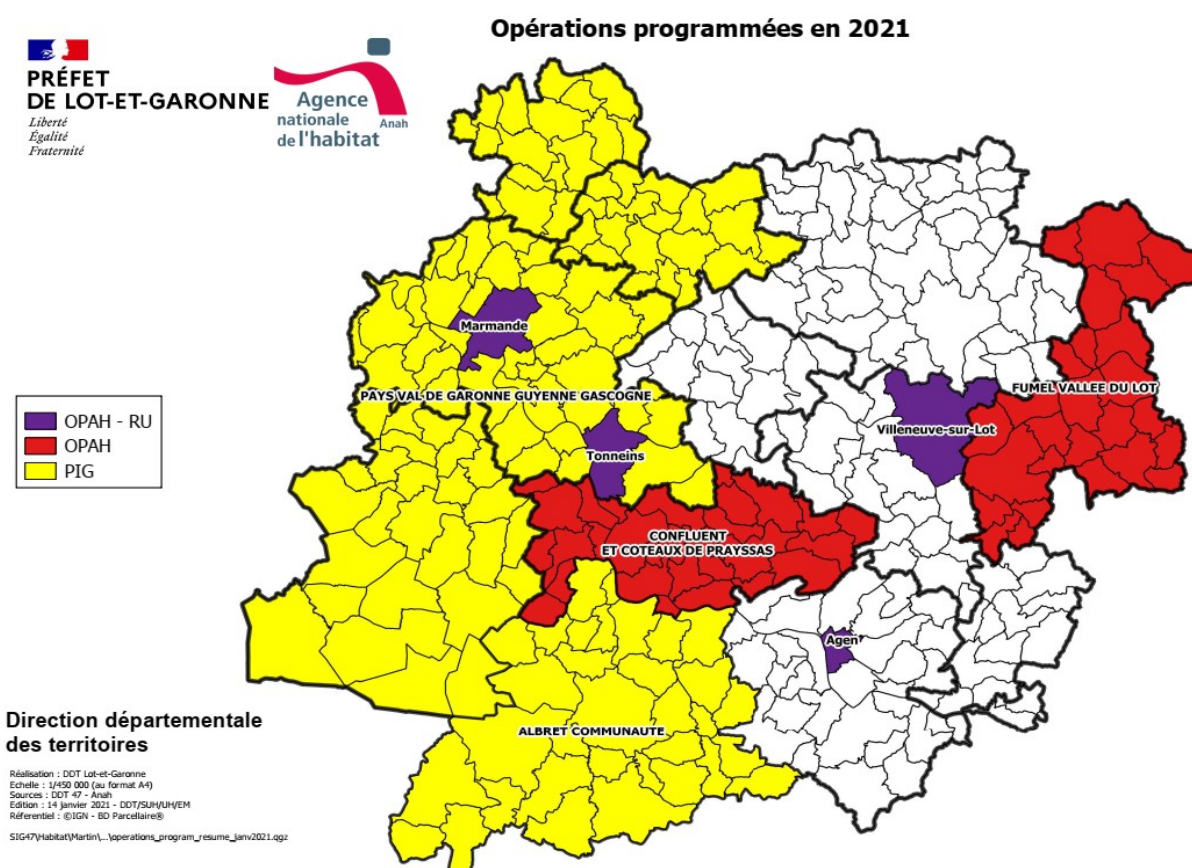 Opérations programmées en 2021
PRÉFET
DE LOT-ET-GARONNE
Liberté
Égalité
Fraternité
Agence
nationale
de l'habitat
Anah
Marmande
PAYS VAL DE GARONNE GUYENNE GASCOGNE
FUMEL VALLEE DU LOT
OPAH - RU
OPAH
PIG
Villeneuve-sur-Lot
Tonneins
CONFLUENT
ET COTEAUX DE PRAYSSAS
Agen
ALBRET COMMUNAUTE
Direction départementale
des territoires
Réalisation : DDT Lot-et-Garonne
Echelle : 1/450 000 (au format A4)
Sources : DDT 47 - Anah
Edition : 14 janvier 2021 - DDT/SUH/UH/EM
Réferentiel : ©IGN - BD Parcellaire®
SIG47\Habitat\Martin\...\operations_program_resume_janv2021.qgz